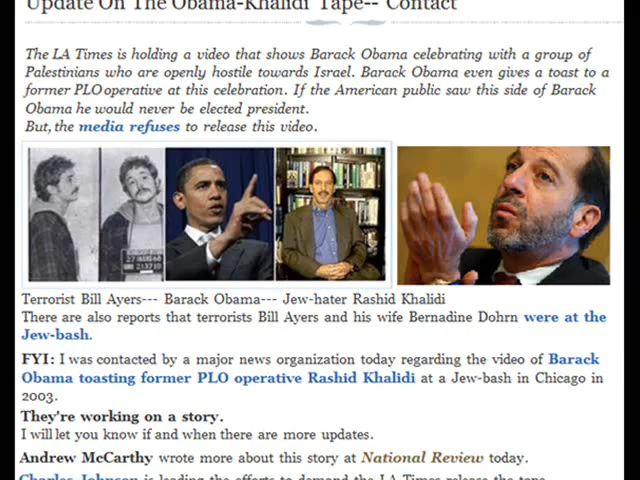 Update On The Obama-Khalidi Tape-- Contact
The LA Times is holding a video that shows Barack Obama celebrating with a group of
Palestinians who are openly hostile towards Israel. Barack Obama even gives a toast to a
former PLO operative at this celebration. If the American public saw this side of Barack
Obama he would never be elected president.
But, the media refuses to release this video.
Terrorist Bill Ayers--- Barack Obama--- Jew-hater Rashid Khalidi
There are also reports that terrorists Bill Ayers and his wife Bernadine Dohrn were at the
Jew-bash.
FYI: I was contacted by a major news organization today regarding the video of Barack
Obama toasting former PLO operative Rashid Khalidi at a Jew-bash in Chicago in
2003.
They're working on a story.
I will let you know if and when there are more updates.
Andrew McCarthy wrote more about this story at National Review today.
Charles Johnson is leading the efforts to demand the LA Times release the tape